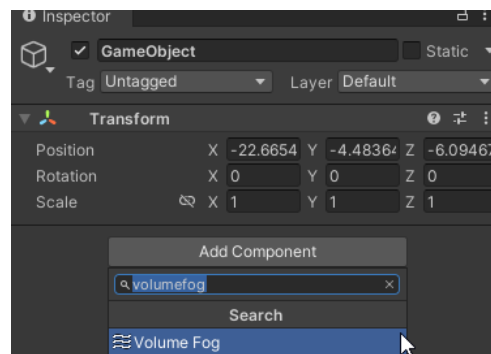 Inspector
GameObject Static
Tag Untagged Layer Default
Transform
Position X -22.6654 Y -4.48364 Z -6.09467
Rotation X 0 Y 0 Z 0
Scale X 1 Y 1 Z 1
Add Component
volumefog
Search
Volume Fog